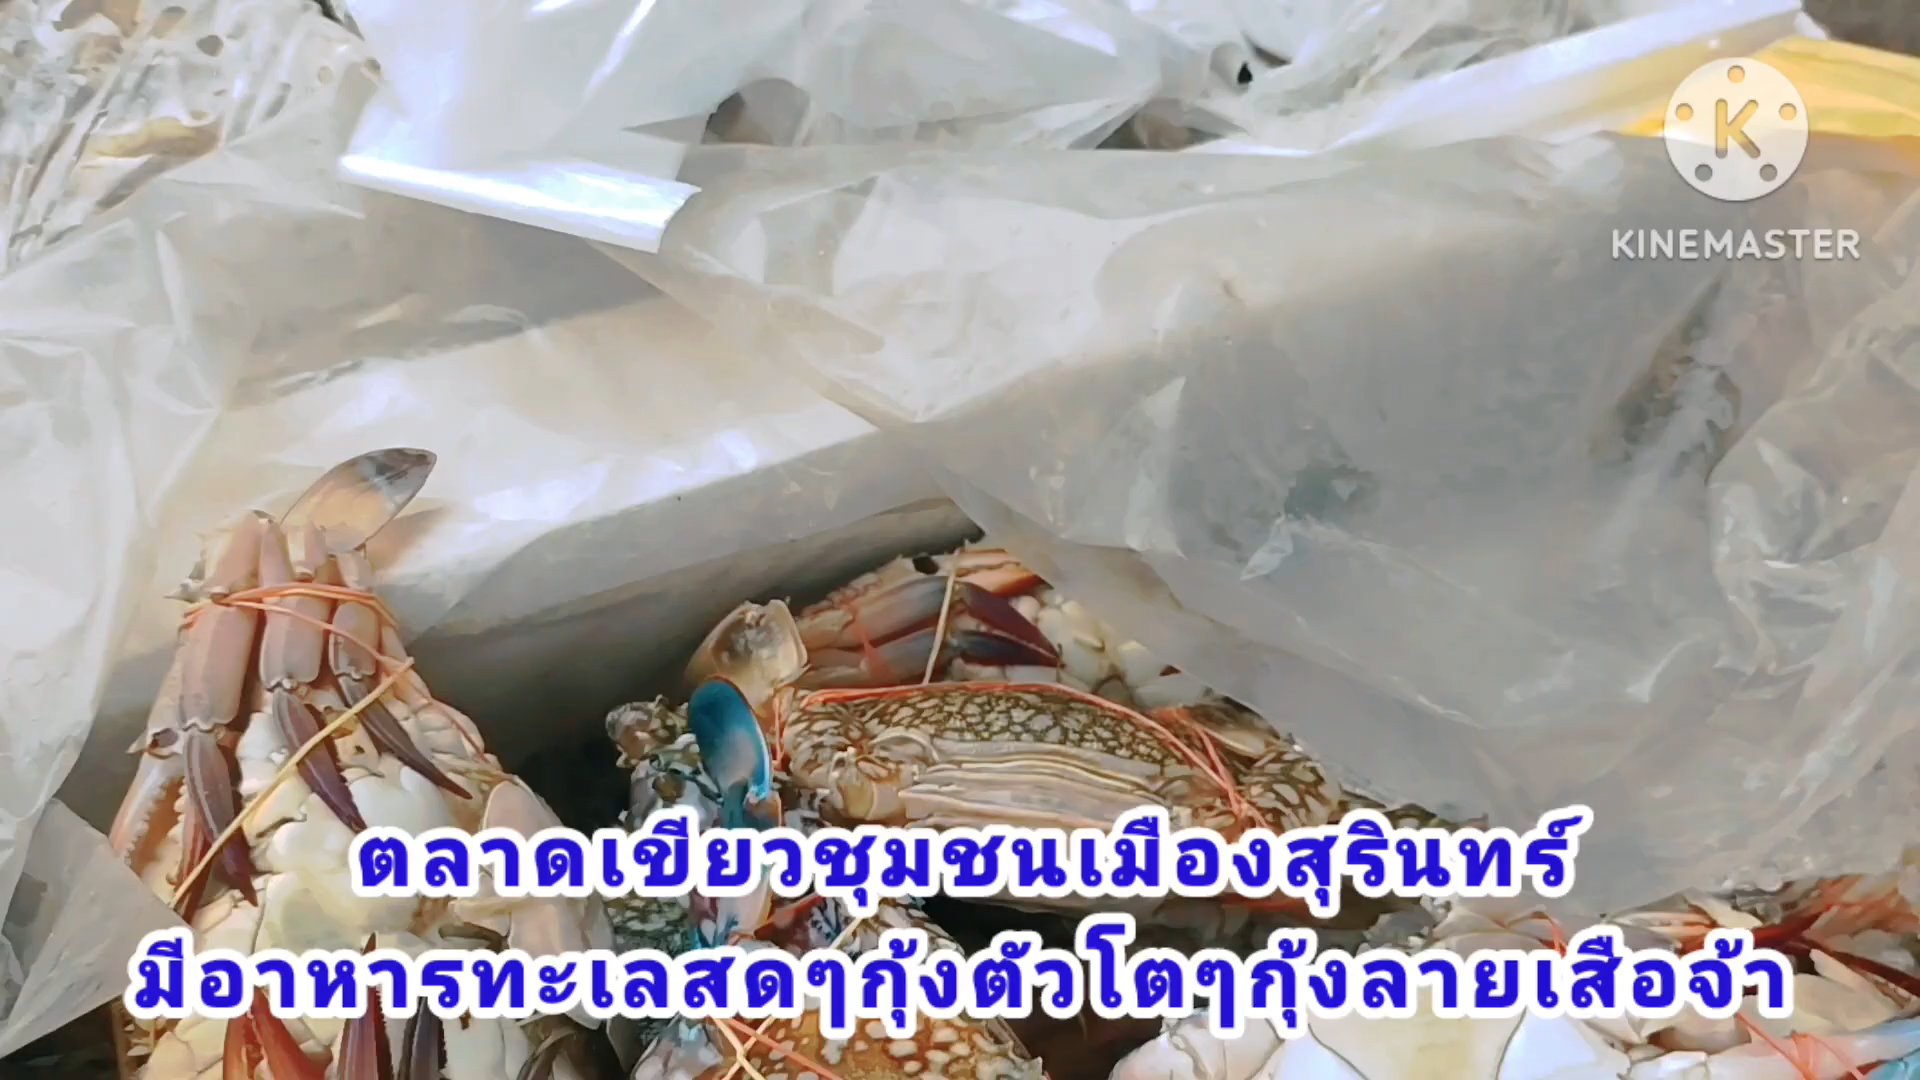 K
KINEMASTER
ตลาดเขียวชุมชนเมืองสุรินทร์
มีอาหารทะเลสดๆกุ้งตัวโตๆกุ้งลายเสือจ้า